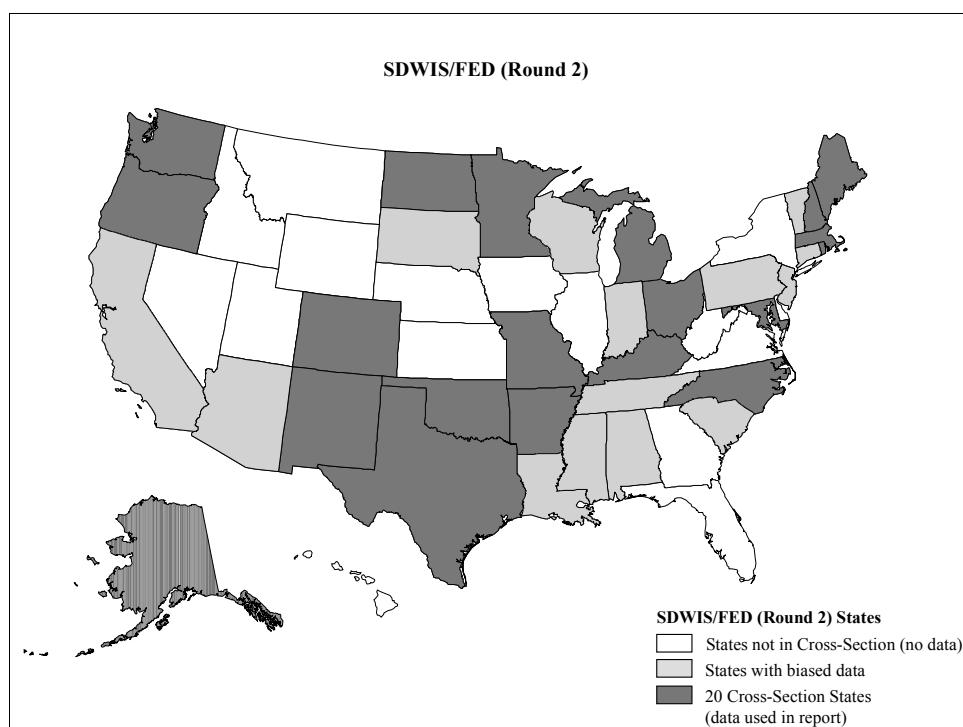 SDWIS/FED (Round 2)
SDWIS/FED (Round 2) States
States not in Cross-Section (no data)
States with biased data
20 Cross-Section States
(data used in report)